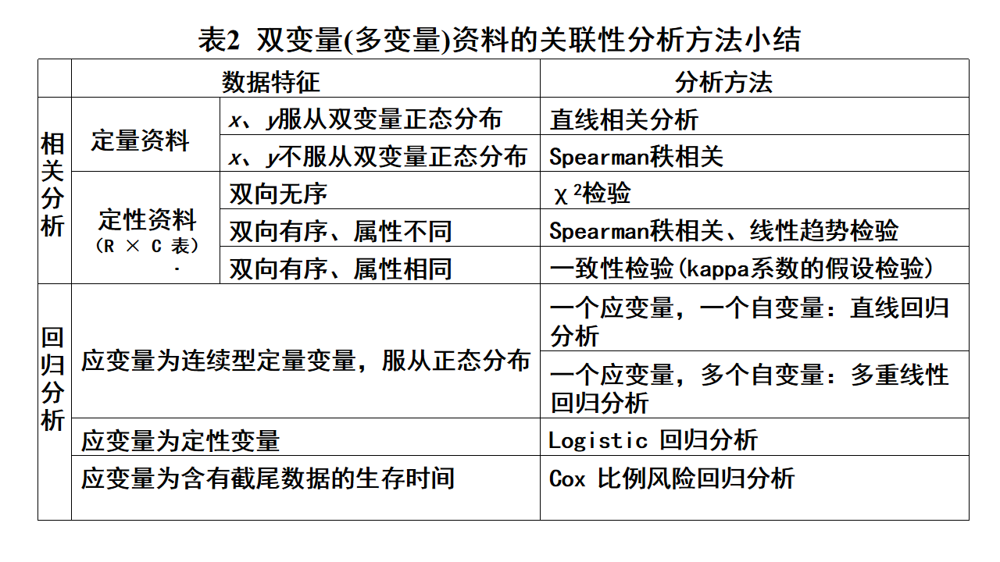 表2 双变量(多变量)资料的关联性分析方法小结
数据特征
分析方法
相关分析
定量资料
x、y服从双变量正态分布
直线相关分析
x、y不服从双变量正态分布
Spearman秩相关
定性资料
（R × C 表）
双向无序
χ²检验
双向有序、属性不同
Spearman秩相关、线性趋势检验
双向有序、属性相同
一致性检验(kappa系数的假设检验)
回归分析
应变量为连续型定量变量，服从正态分布
一个应变量，一个自变量：直线回归
分析
一个应变量，多个自变量：多重线性
回归分析
应变量为定性变量
Logistic 回归分析
应变量为含有截尾数据的生存时间
Cox 比例风险回归分析